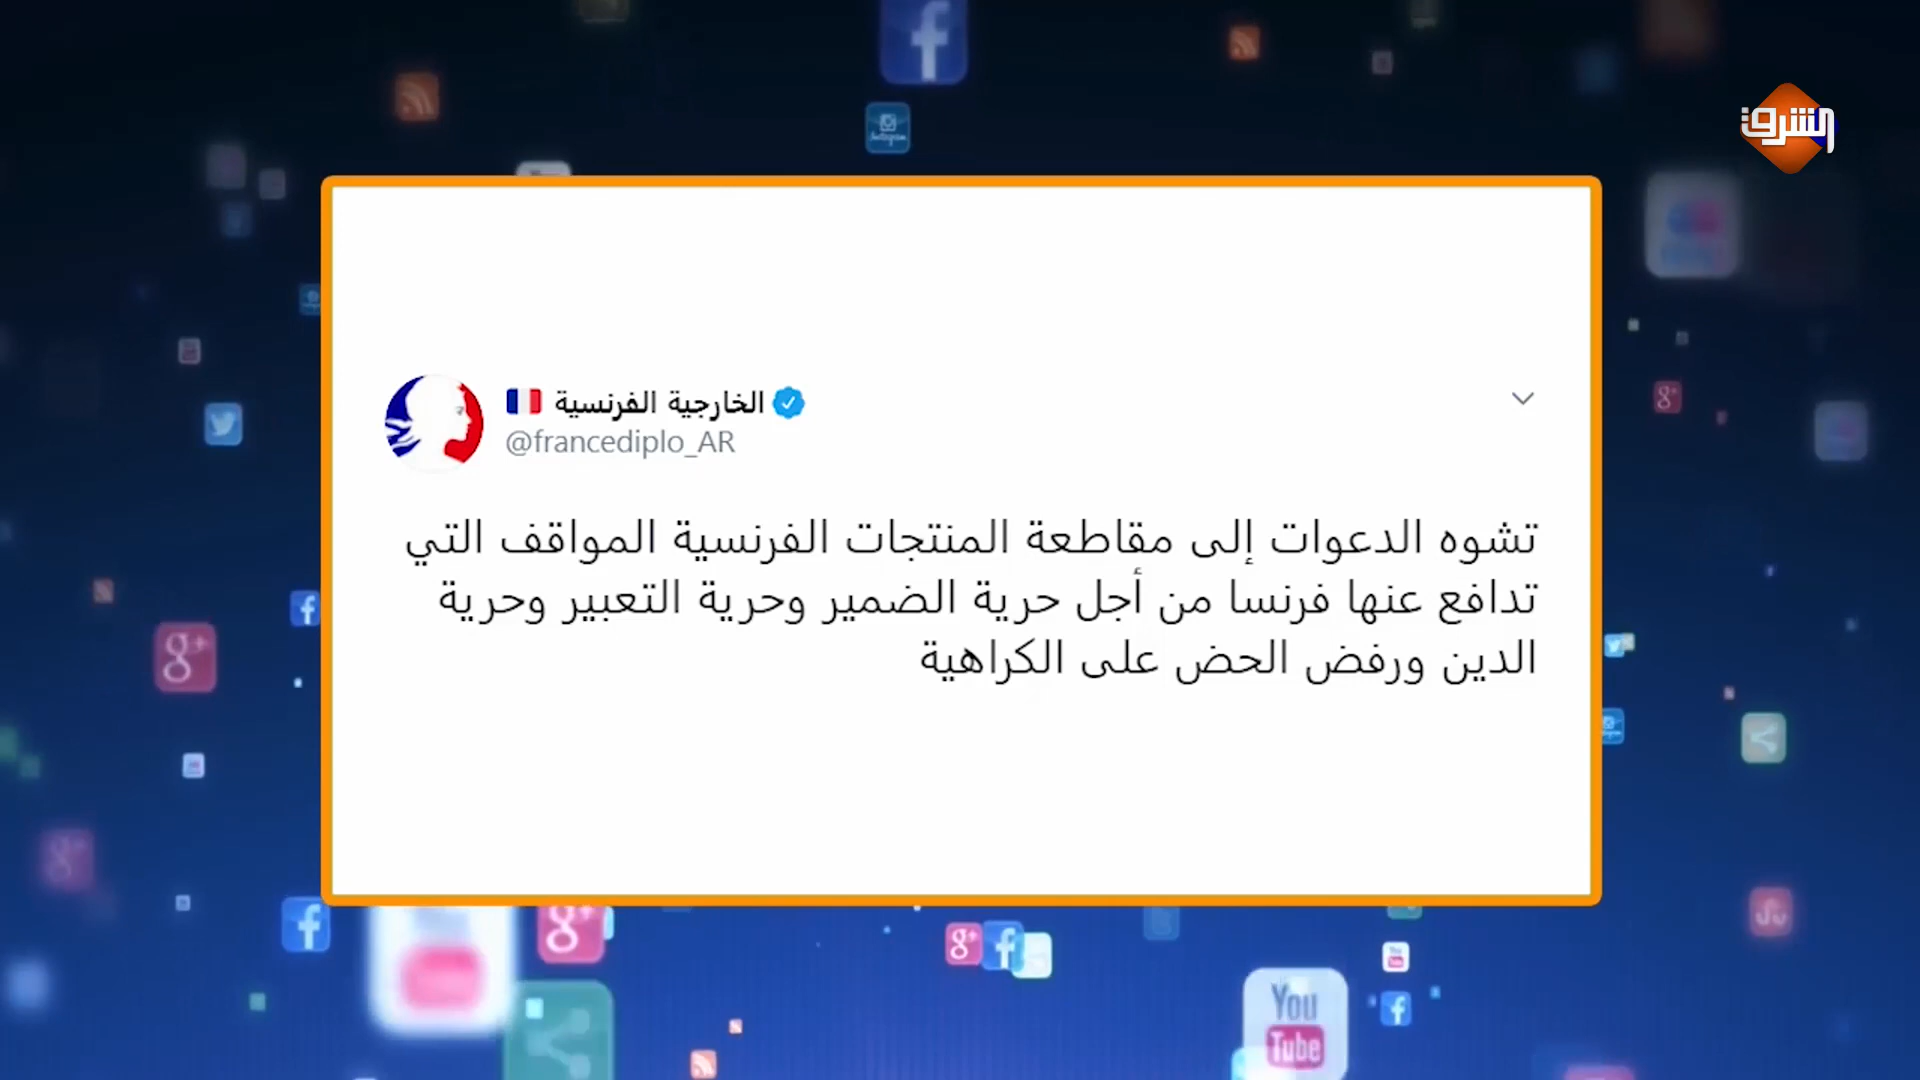 الشرق
الخارجية الفرنسية
@francediplo_AR
تشوه الدعوات إلى مقاطعة المنتجات الفرنسية المواقف التي
تدافع عنها فرنسا من أجل حرية الضمير وحرية التعبير وحرية
الدين ورفض الحض على الكراهية
You
Tube